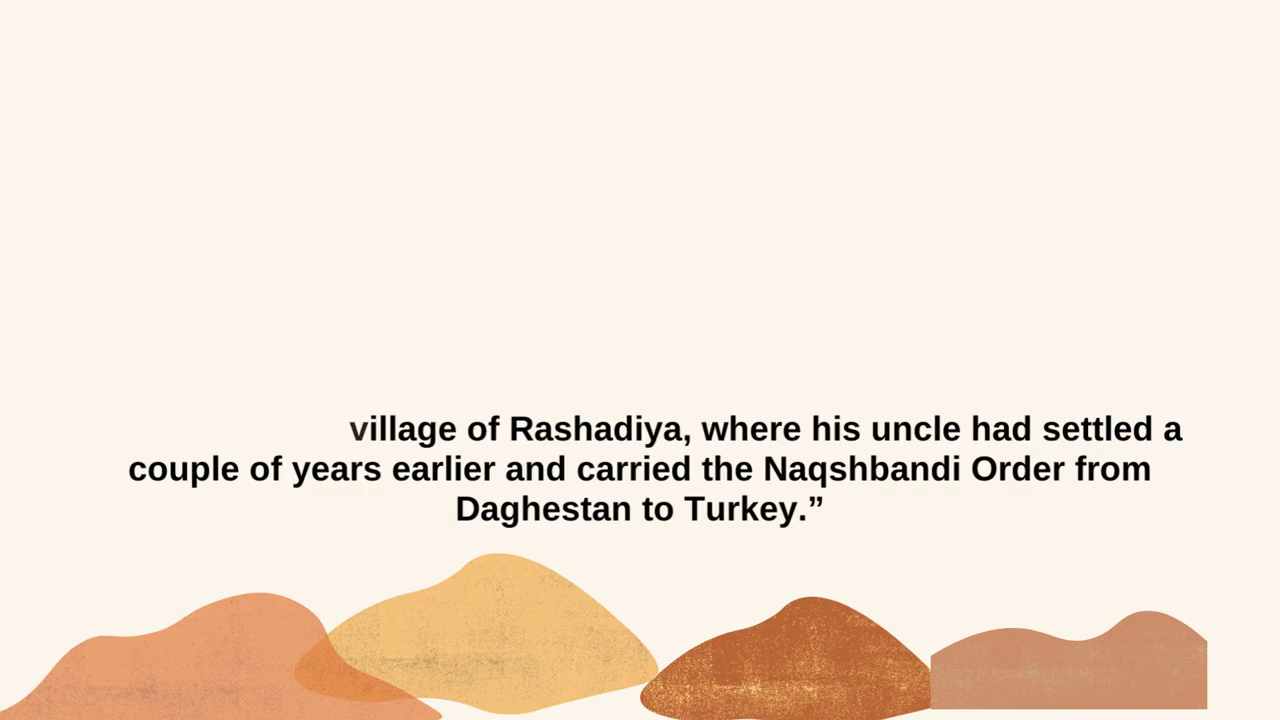 village of Rashadiya, where his uncle had settled a
couple of years earlier and carried the Naqshbandi Order from
Daghestan to Turkey.”